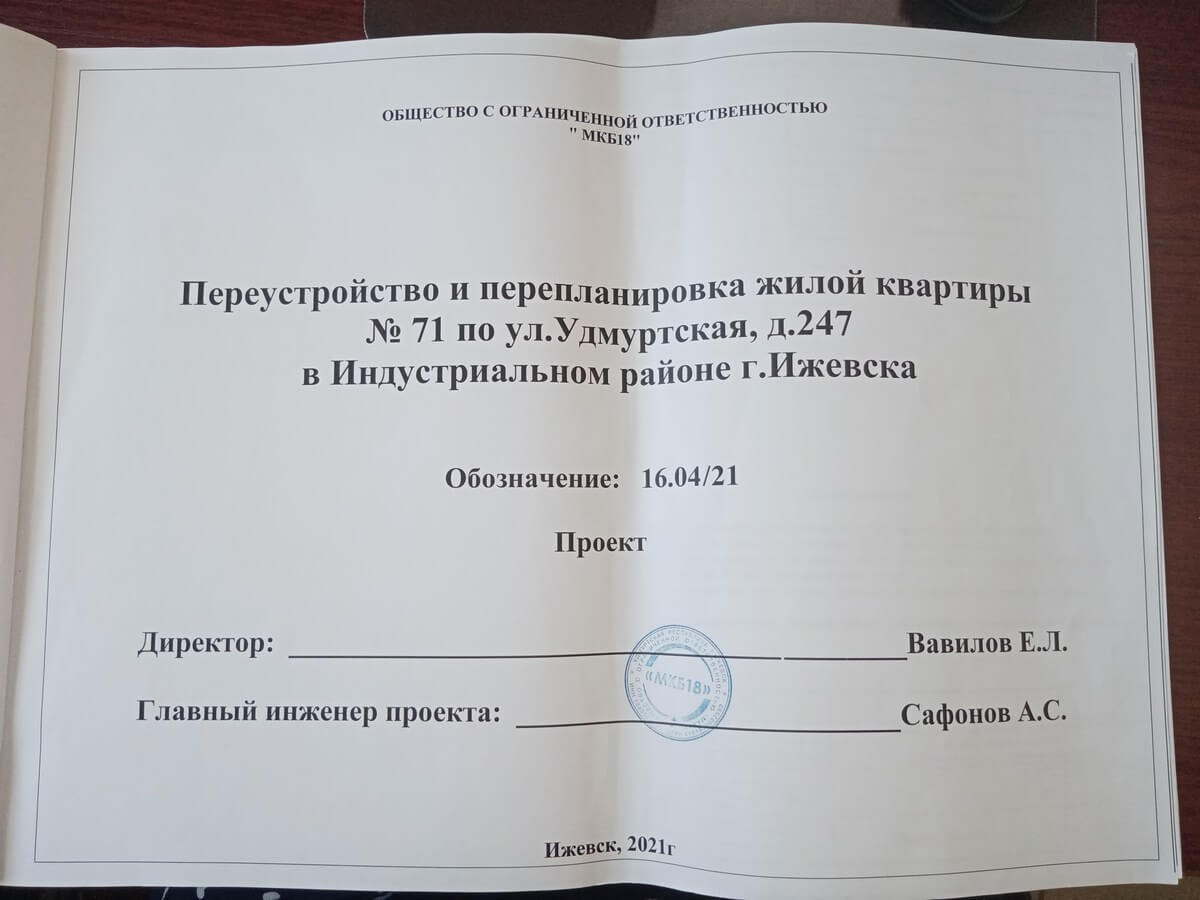 ОБЩЕСТВО С ОГРАНИЧЕННОЙ ОТВЕТСТВЕННОСТЬЮ
" МКБ18"
Переустройство и перепланировка жилой квартиры
№ 71 по ул.Удмуртская, д.247
в Индустриальном районе г.Ижевска
Обозначение: 16.04/21
Проект
Директор: Вавилов Е.Л.
«МКБ18»
Главный инженер проекта: Сафонов А.С.
Ижевск, 2021г